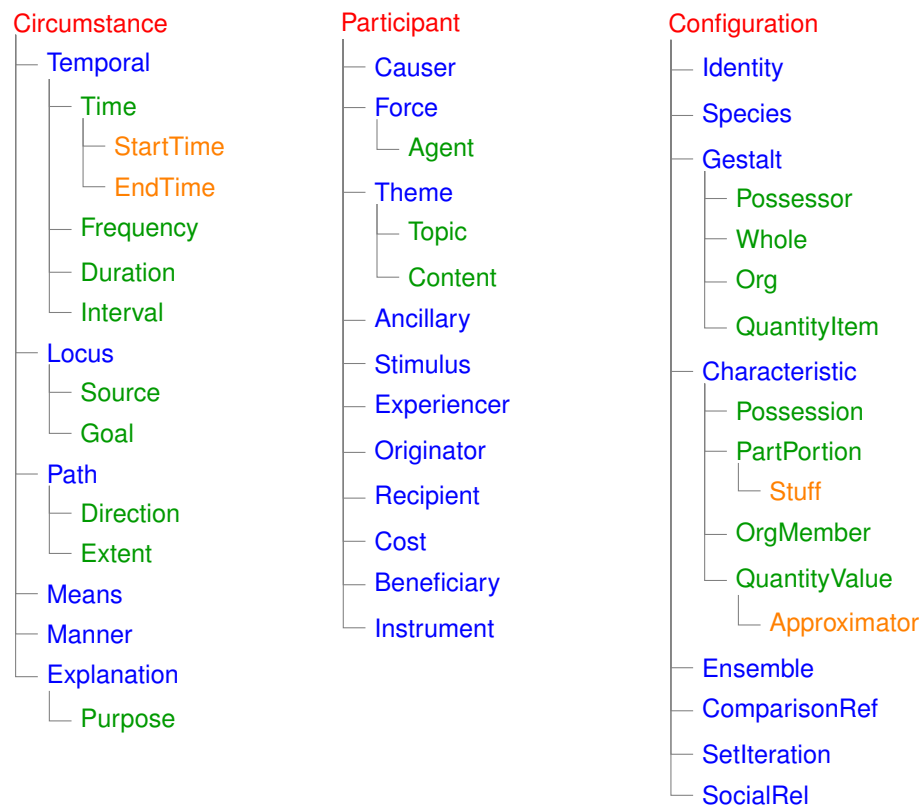 Circumstance
Temporal
Time
StartTime
EndTime
Frequency
Duration
Interval
Locus
Source
Goal
Path
Direction
Extent
Means
Manner
Explanation
Purpose
Participant
Causer
Force
Agent
Theme
Topic
Content
Ancillary
Stimulus
Experiencer
Originator
Recipient
Cost
Beneficiary
Instrument
Configuration
Identity
Species
Gestalt
Possessor
Whole
Org
QuantityItem
Characteristic
Possession
PartPortion
Stuff
OrgMember
QuantityValue
Approximator
Ensemble
ComparisonRef
SetIteration
SocialRel